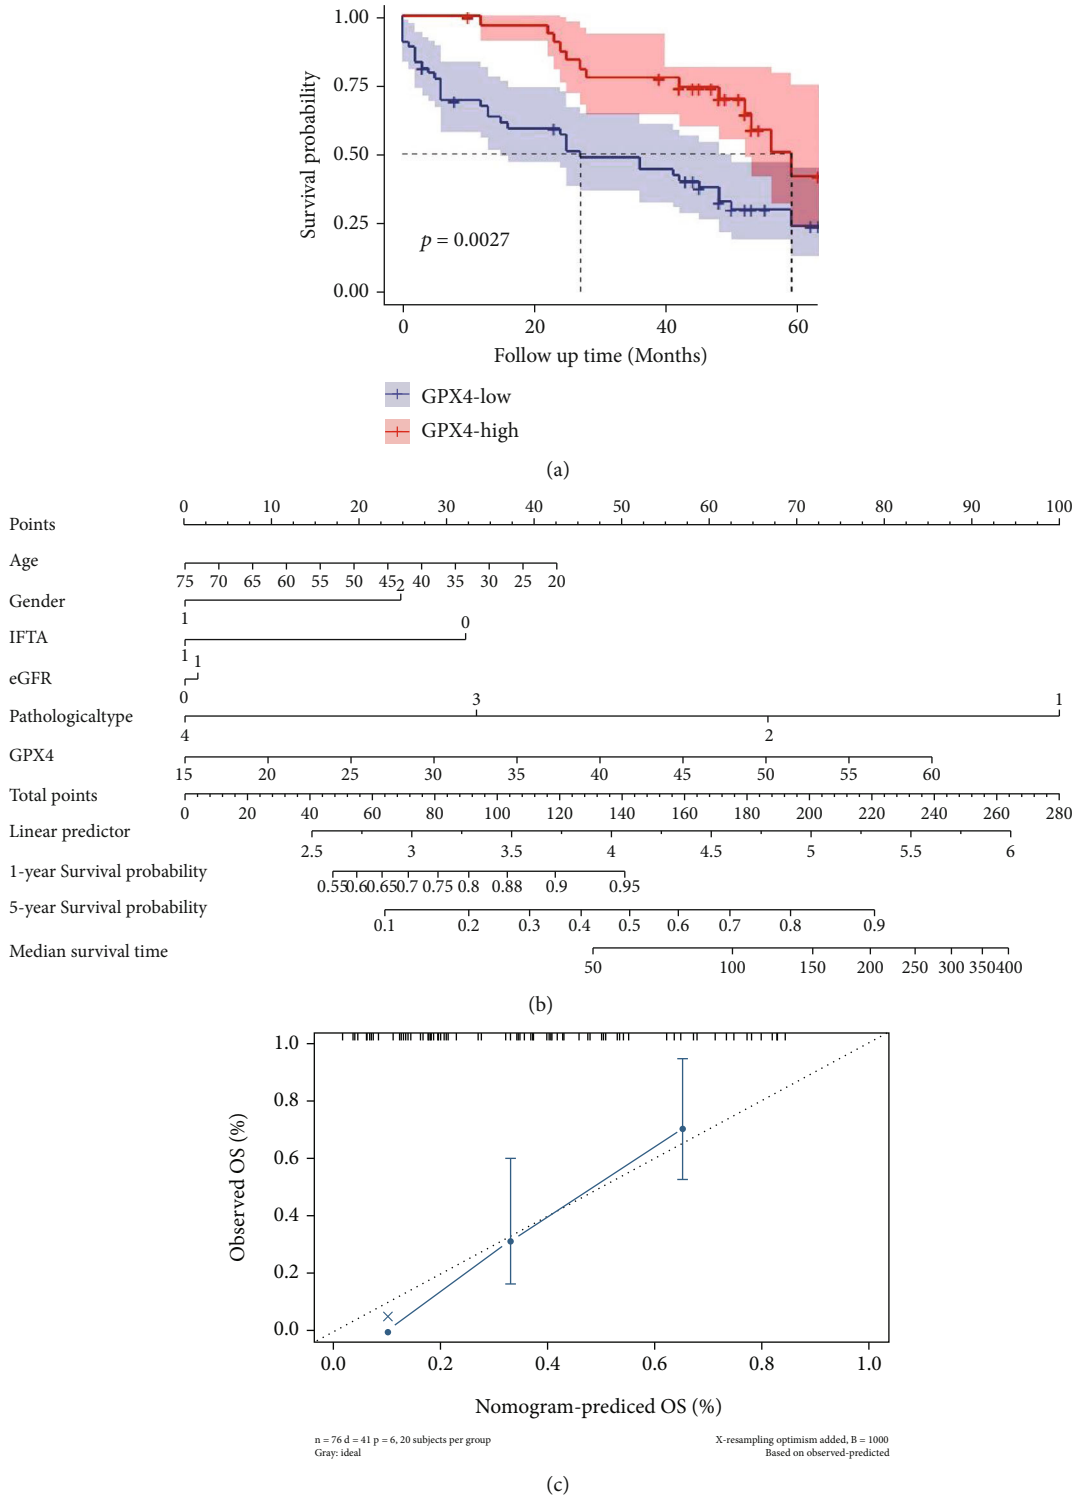 1.00
0.75
0.50
0.25
0.00
Survival probability
p = 0.0027
0 20 40 60
Follow up time (Months)
GPX4-low
GPX4-high
(a)
0 10 20 30 40 50 60 70 80 90 100
Points
Age
75 70 65 60 55 50 45 40 35 30 25 20
2
Gender
1
0
IFTA
1
1
eGFR
0
3 1
Pathologicaltype
4 2
GPX4
15 20 25 30 35 40 45 50 55 60
Total points
0 20 40 60 80 100 120 140 160 180 200 220 240 260 280
Linear predictor
2.5 3 3.5 4 4.5 5 5.5 6
1-year Survival probability
0.55 0.6 0.65 0.7 0.75 0.8 0.88 0.9 0.95
5-year Survival probability
0.1 0.2 0.3 0.4 0.5 0.6 0.7 0.8 0.9
Median survival time
50 100 150 200 250 300 350 400
(b)
1.0
0.8
0.6
0.4
0.2
0.0
Observed OS (%)
0.0 0.2 0.4 0.6 0.8 1.0
Nomogram-prediced OS (%)
n = 76 d = 41 p = 6, 20 subjects per group
Gray: ideal
X-resampling optimism added, B = 1000
Based on observed-predicted
(c)